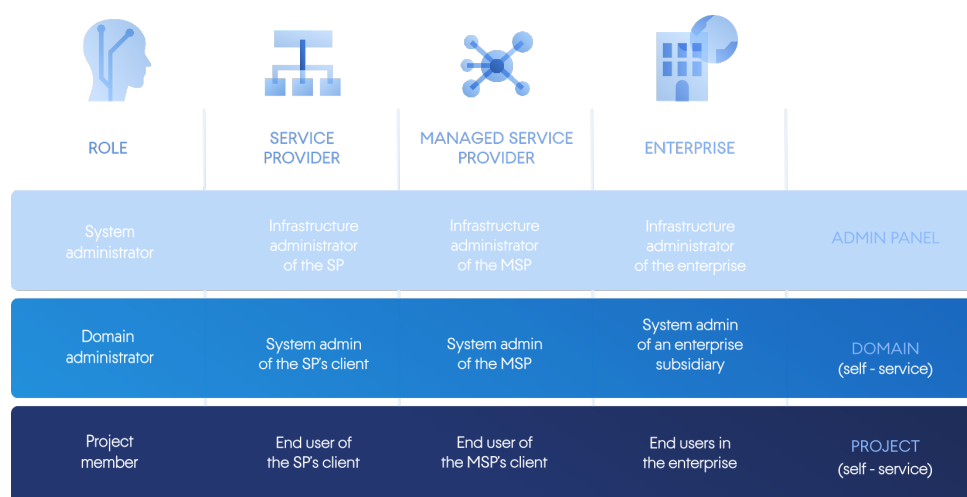 ROLE
SERVICE
PROVIDER
MANAGED SERVICE
PROVIDER
ENTERPRISE
System
administrator
Infrastructure
administrator
of the SP
Infrastructure
administrator
of the MSP
Infrastructure
administrator
of the enterprise
ADMIN PANEL
Domain
administrator
System admin
of the SP's client
System admin
of the MSP
System admin
of an enterprise
subsidiary
DOMAIN
(self - service)
Project
member
End user of
the SP's client
End user of
the MSP's client
End users in
the enterprise
PROJECT
(self - service)